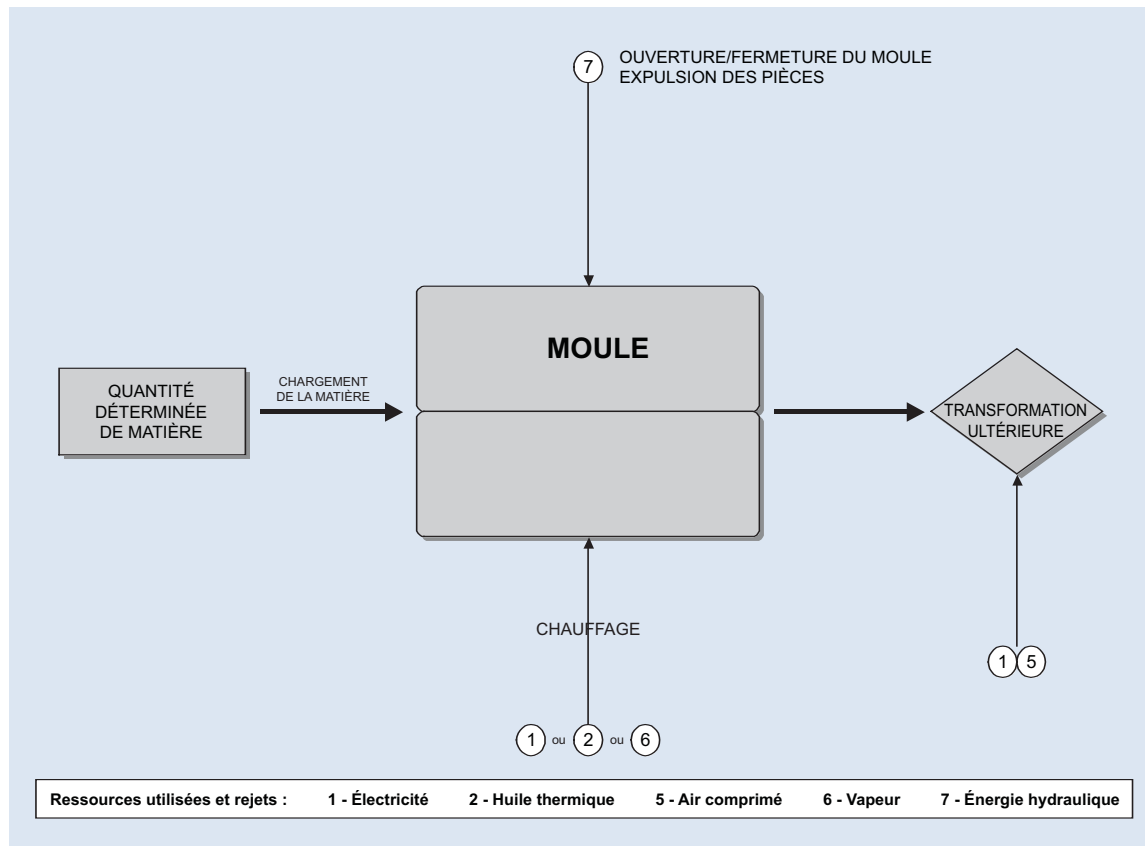 7
OUVERTURE/FERMETURE DU MOULE
EXPULSION DES PIÈCES
MOULE
QUANTITÉ
DÉTERMINÉE
DE MATIÈRE
CHARGEMENT
DE LA MATIÈRE
TRANSFORMATION
ULTÉRIEURE
CHAUFFAGE
1 5
1 ou 2 ou 6
Ressources utilisées et rejets : 1 - Électricité 2 - Huile thermique 5 - Air comprimé 6 - Vapeur 7 - Énergie hydraulique